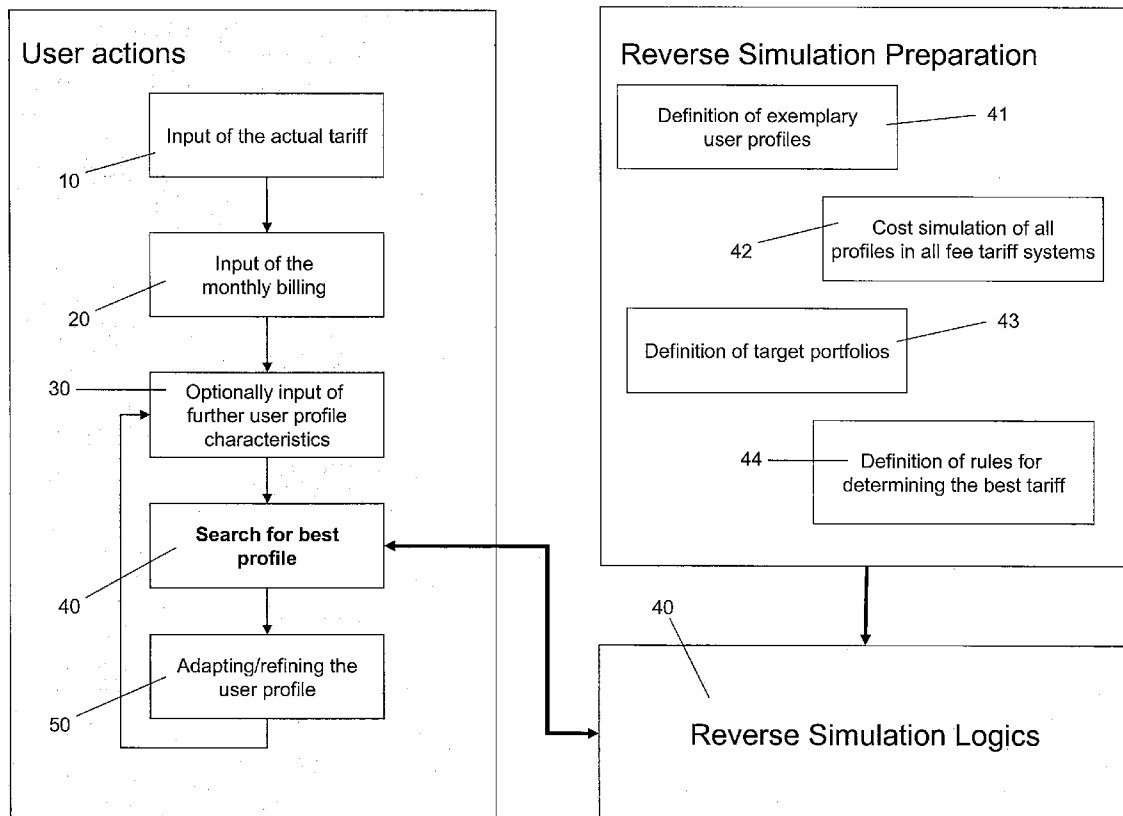 User actions
Input of the actual tariff
10
Input of the
monthly billing
20
30
Optionally input of
further user profile
characteristics
Search for best
profile
40
Adapting/refining the
user profile
50
Reverse Simulation Preparation
Definition of exemplary
user profiles
41
Cost simulation of all
profiles in all fee tariff systems
42
43
Definition of target portfolios
44
Definition of rules for
determining the best tariff
40
Reverse Simulation Logics